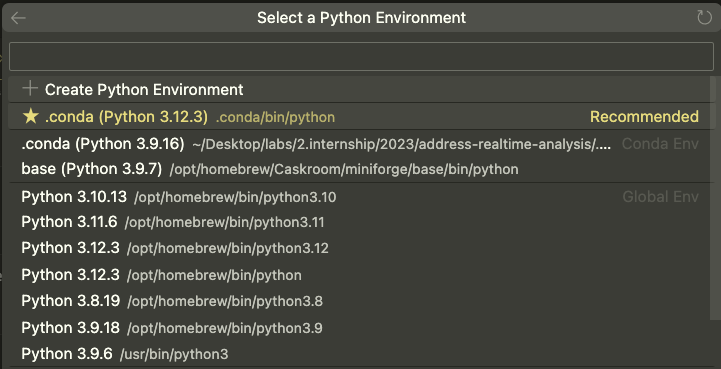 Select a Python Environment
Create Python Environment
.conda (Python 3.12.3) .conda/bin/python Recommended
.conda (Python 3.9.16) ~/Desktop/labs/2.internship/2023/address-realtime-analysis/.... Conda Env
base (Python 3.9.7) /opt/homebrew/Caskroom/miniforge/base/bin/python
Python 3.10.13 /opt/homebrew/bin/python3.10 Global Env
Python 3.11.6 /opt/homebrew/bin/python3.11
Python 3.12.3 /opt/homebrew/bin/python3.12
Python 3.12.3 /opt/homebrew/bin/python
Python 3.8.19 /opt/homebrew/bin/python3.8
Python 3.9.18 /opt/homebrew/bin/python3.9
Python 3.9.6 /usr/bin/python3